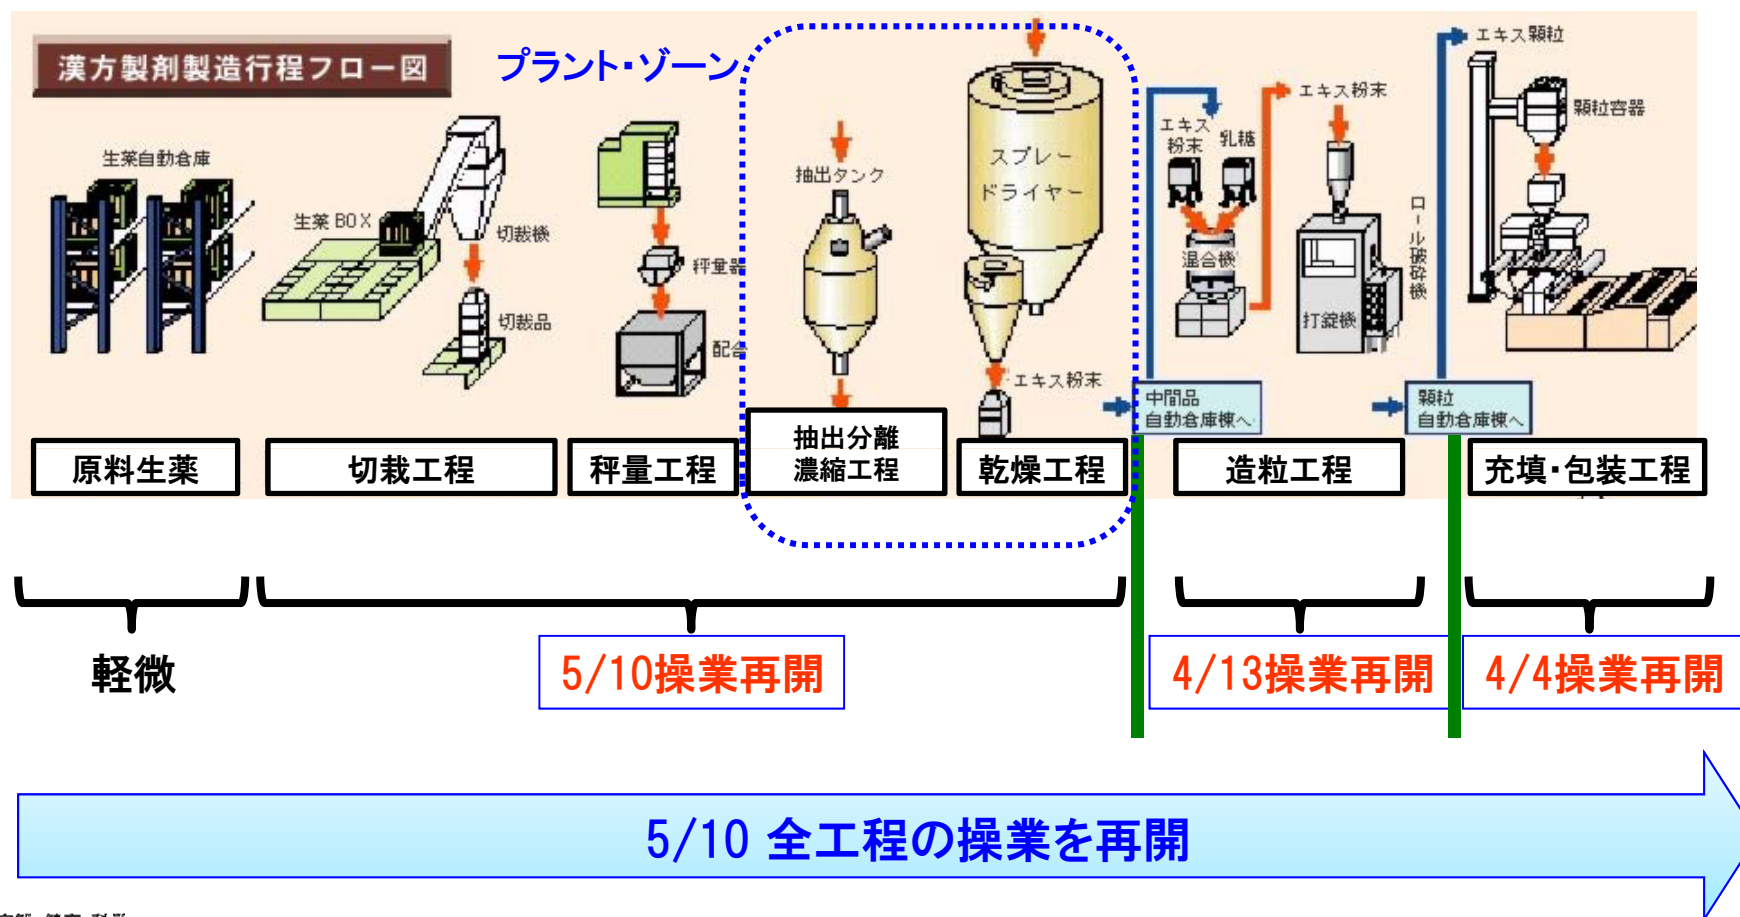 漢方製剤製造行程フロー図
プラント・ゾーン
生薬自動倉庫
生薬BOX
切裁機
切裁品
秤量器
配合
抽出タンク
スプレー
ドライヤー
エキス粉末
エキス
粉末
乳糖
混合機
エキス粉末
打錠機
ロール破砕機
エキス顆粒
顆粒容器
中間品
自動倉庫棟へ
顆粒
自動倉庫棟へ
原料生薬
切栽工程
秤量工程
抽出分離
濃縮工程
乾燥工程
造粒工程
充填・包装工程
軽微
5/10操業再開
4/13操業再開
4/4操業再開
5/10 全工程の操業を再開